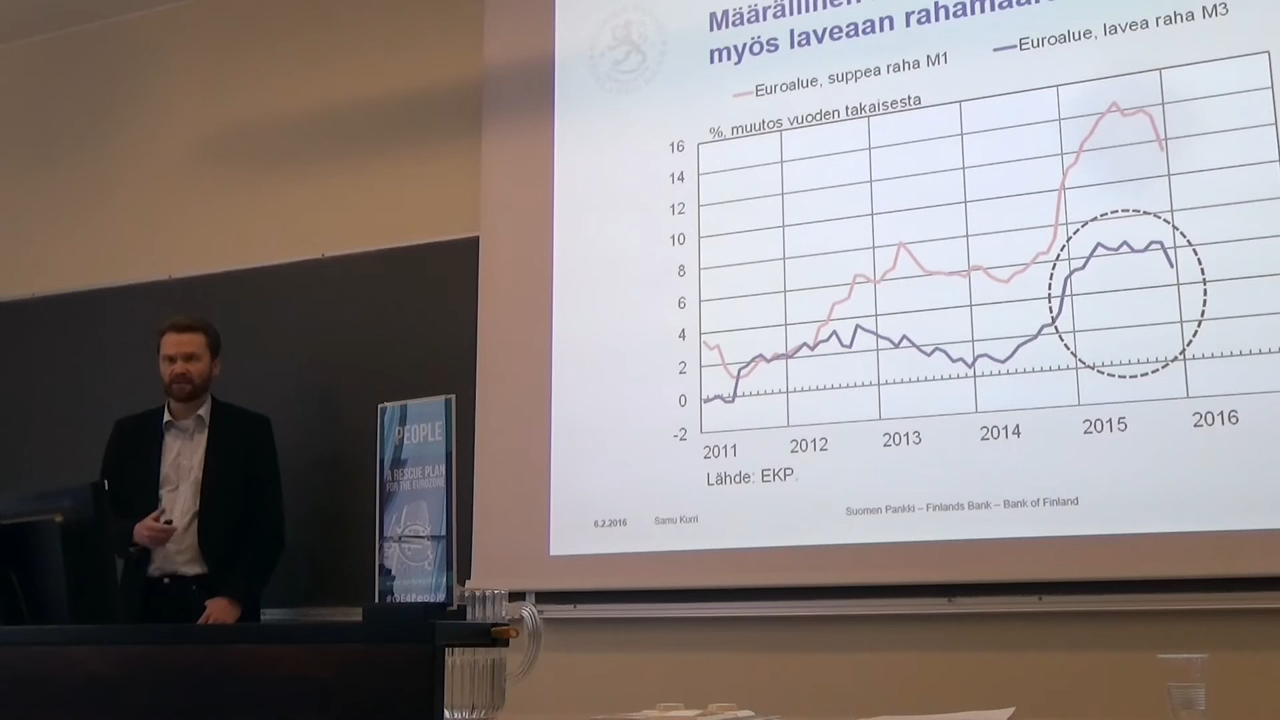 Määrällinen
myös laveaan
Euroalue, suppea raha M1
Euroalue, lavea raha M3
%, muutos vuoden takaisesta
16
14
12
10
8
6
4
2
0
-2
2011 2012 2013 2014 2015 2016
Lähde: EKP.
6.2.2016 Samu Kurri Suomen Pankki – Finlands Bank – Bank of Finland
PEOPLE
A RESCUE PLAN
FOR THE EUROZONE
#QE4People